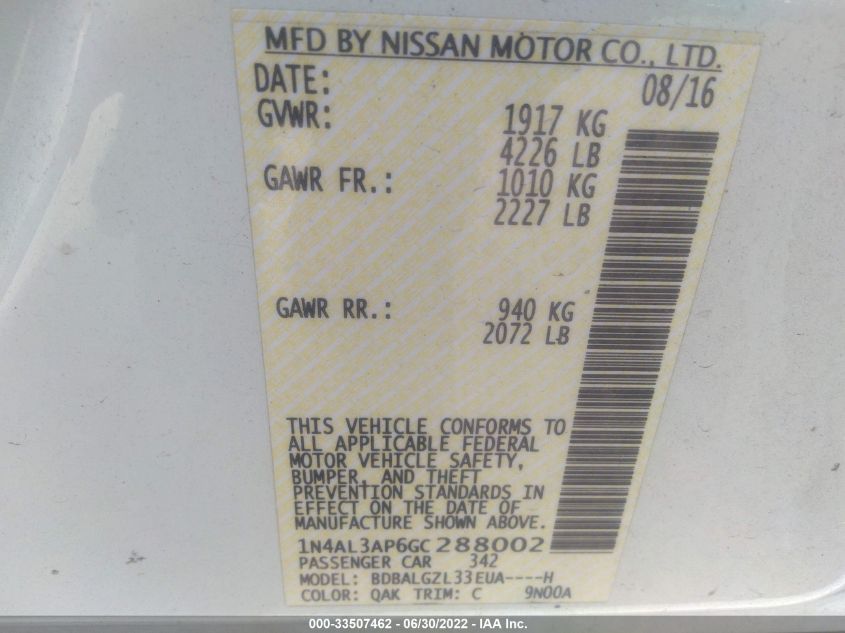 MFD BY NISSAN MOTOR CO., LTD.
DATE: 08/16
GVWR: 1917 KG
4226 LB
GAWR FR.: 1010 KG
2227 LB
GAWR RR.: 940 KG
2072 LB
THIS VEHICLE CONFORMS TO
ALL APPLICABLE FEDERAL
MOTOR VEHICLE SAFETY,
BUMPER, AND THEFT
PREVENTION STANDARDS IN
EFFECT ON THE DATE OF
MANUFACTURE SHOWN ABOVE.
1N4AL3AP6GC288002
PASSENGER CAR 342
MODEL: BDBALGZL33EUA----H
COLOR: QAK TRIM: C 9N00A
000-33507462 - 06/30/2022 - IAA Inc.